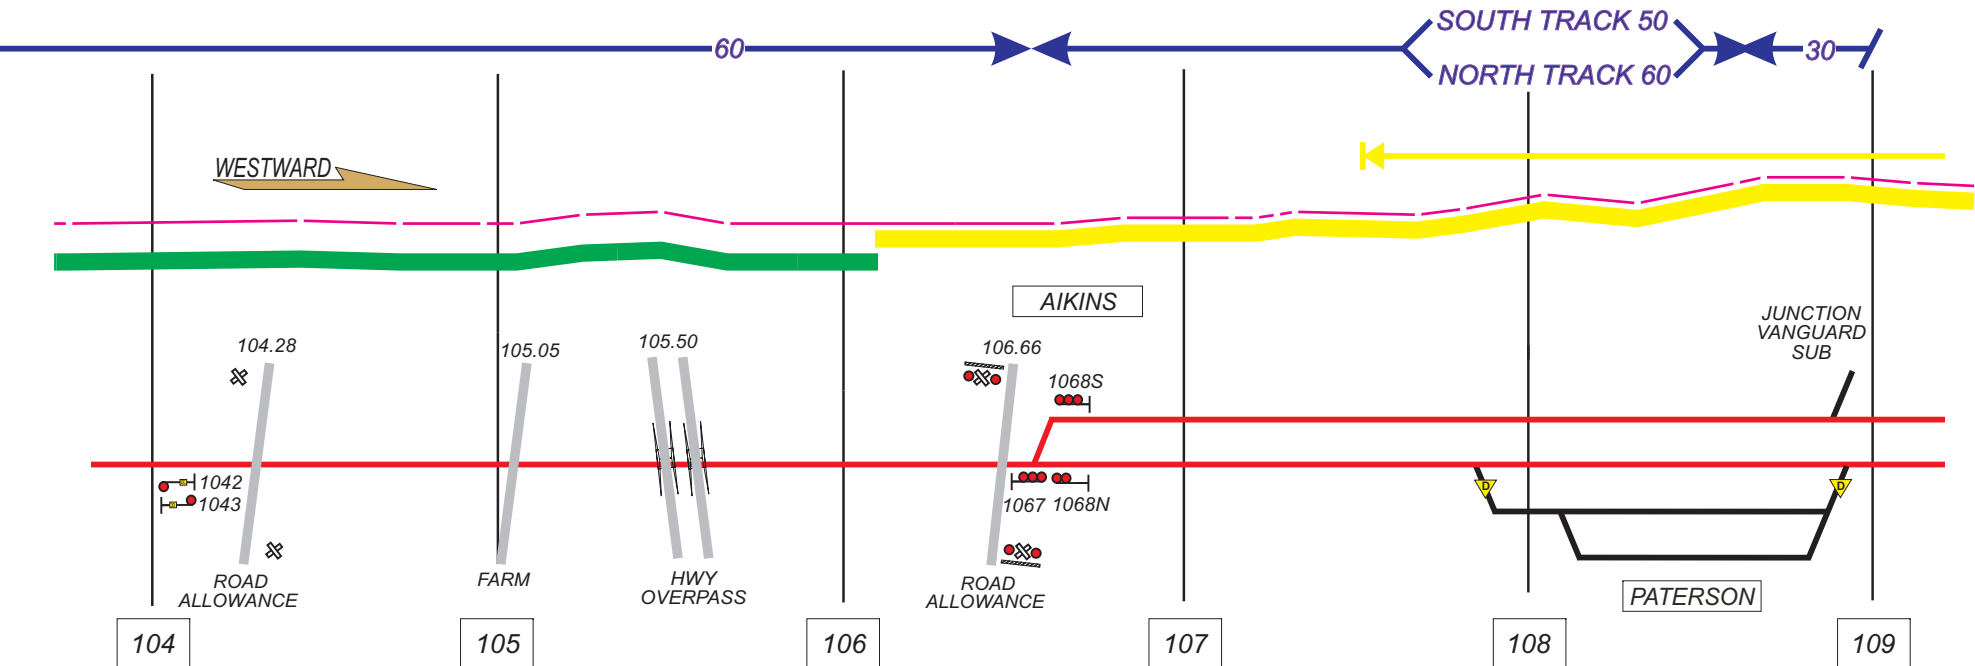 SOUTH TRACK 50
60
30
NORTH TRACK 60
WESTWARD
AIKINS
JUNCTION
VANGUARD
SUB
104.28
105.05
105.50
106.66
1068S
1042
1043
1067
1068N
D
D
ROAD
ALLOWANCE
FARM
HWY
OVERPASS
ROAD
ALLOWANCE
PATERSON
104
105
106
107
108
109